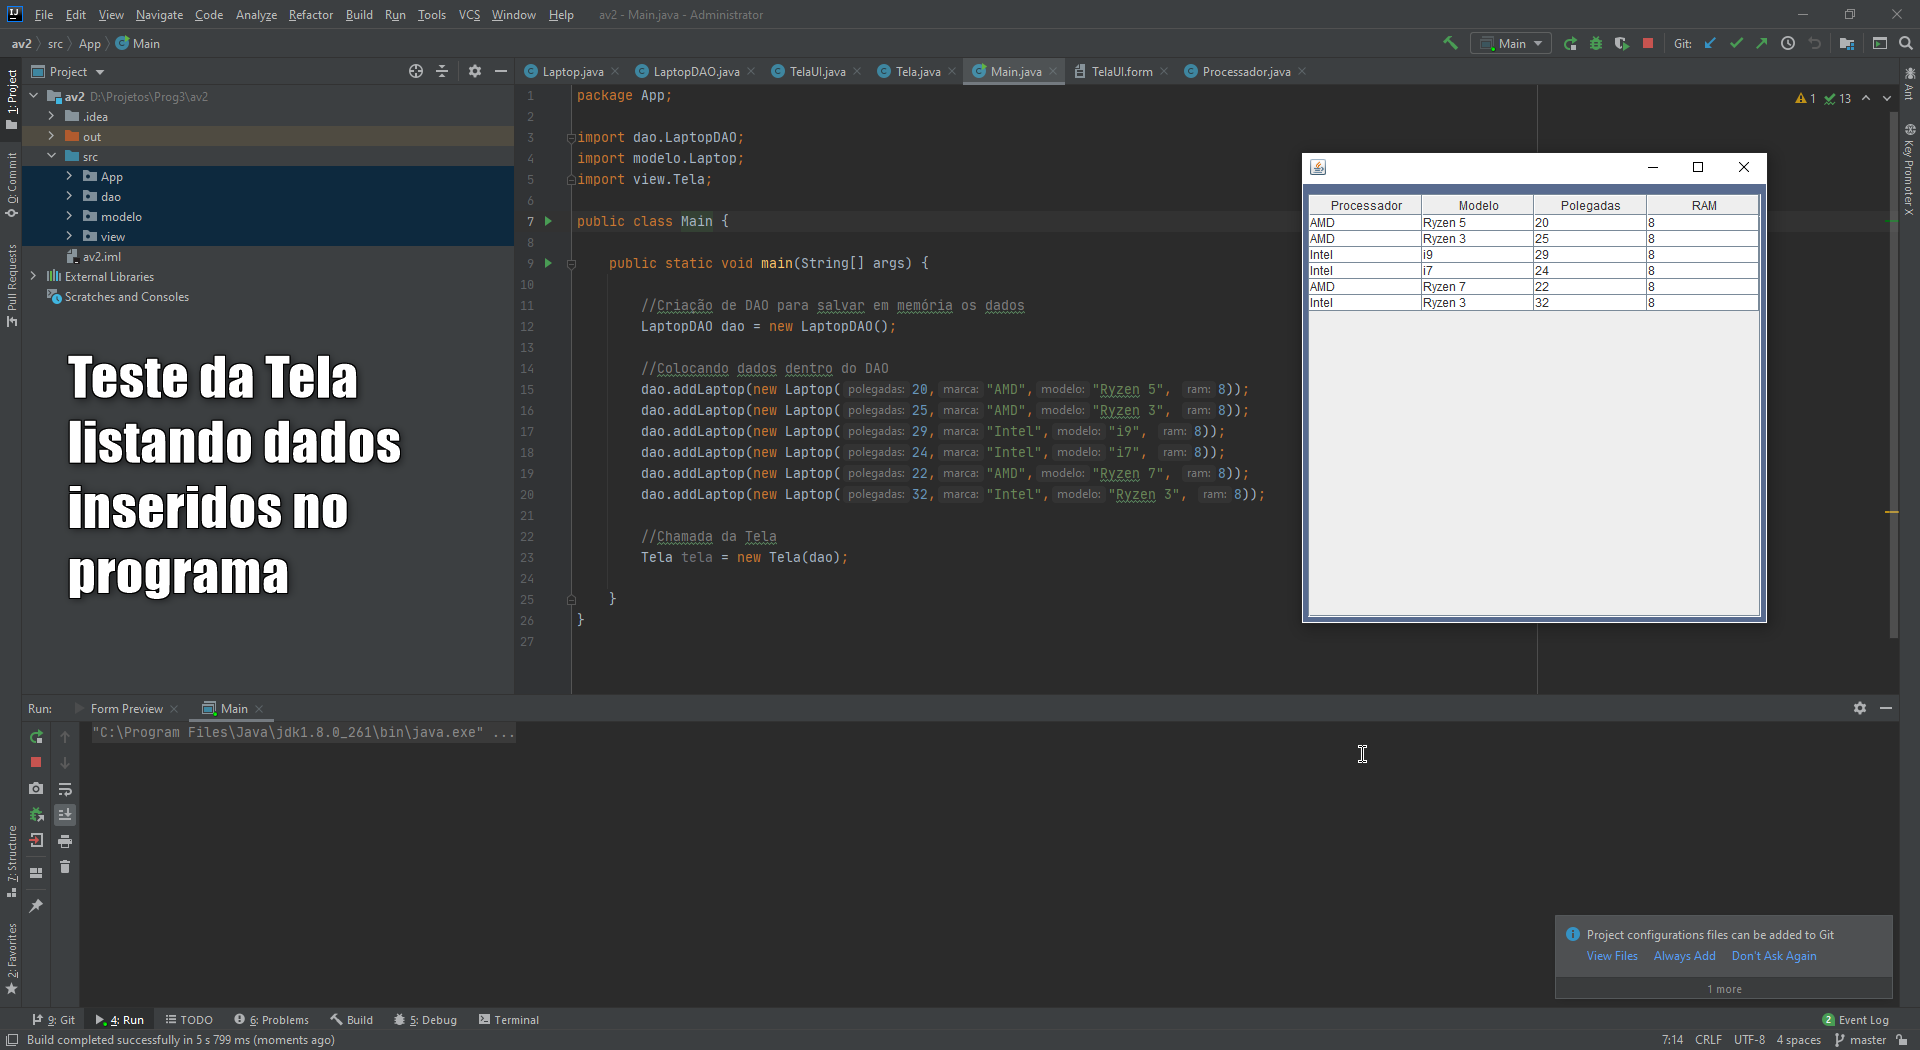 File Edit View Navigate Code Analyze Refactor Build Run Tools VCS Window Help av2 - Main.java - Administrator
av2 src App Main
Main Git:
Project
Laptop.java LaptopDAO.java TelaUI.java Tela.java Main.java TelaUI.form Processador.java
1: Project
0: Commit
Pull Requests
7: Structure
2: Favorites
Ant
Key Promoter X
av2 D:\Projetos\Prog3\av2
.idea
out
src
App
dao
modelo
view
av2.iml
External Libraries
Scratches and Consoles
Teste da Tela
listando dados
inseridos no
programa
1 13
1 package App;
2
3 import dao.LaptopDAO;
4 import modelo.Laptop;
5 import view.Tela;
6
7 public class Main {
8
9 public static void main(String[] args) {
10
11 //Criação de DAO para salvar em memória os dados
12 LaptopDAO dao = new LaptopDAO();
13
14 //Colocando dados dentro do DAO
15 dao.addLaptop(new Laptop( polegadas: 20, marca: "AMD", modelo: "Ryzen 5", ram: 8));
16 dao.addLaptop(new Laptop( polegadas: 25, marca: "AMD", modelo: "Ryzen 3", ram: 8));
17 dao.addLaptop(new Laptop( polegadas: 29, marca: "Intel", modelo: "i9", ram: 8));
18 dao.addLaptop(new Laptop( polegadas: 24, marca: "Intel", modelo: "i7", ram: 8));
19 dao.addLaptop(new Laptop( polegadas: 22, marca: "AMD", modelo: "Ryzen 7", ram: 8));
20 dao.addLaptop(new Laptop( polegadas: 32, marca: "Intel", modelo: "Ryzen 3", ram: 8));
21
22 //Chamada da Tela
23 Tela tela = new Tela(dao);
24
25 }
26 }
27
Processador Modelo Polegadas RAM
AMD Ryzen 5 20 8
AMD Ryzen 3 25 8
Intel i9 29 8
Intel i7 24 8
AMD Ryzen 7 22 8
Intel Ryzen 3 32 8
Run: Form Preview Main
"C:\Program Files\Java\jdk1.8.0_261\bin\java.exe" ...
Project configurations files can be added to Git
View Files Always Add Don't Ask Again
1 more
9: Git 4: Run TODO 6: Problems Build 5: Debug Terminal 2 Event Log
Build completed successfully in 5 s 799 ms (moments ago) 7:14 CRLF UTF-8 4 spaces master